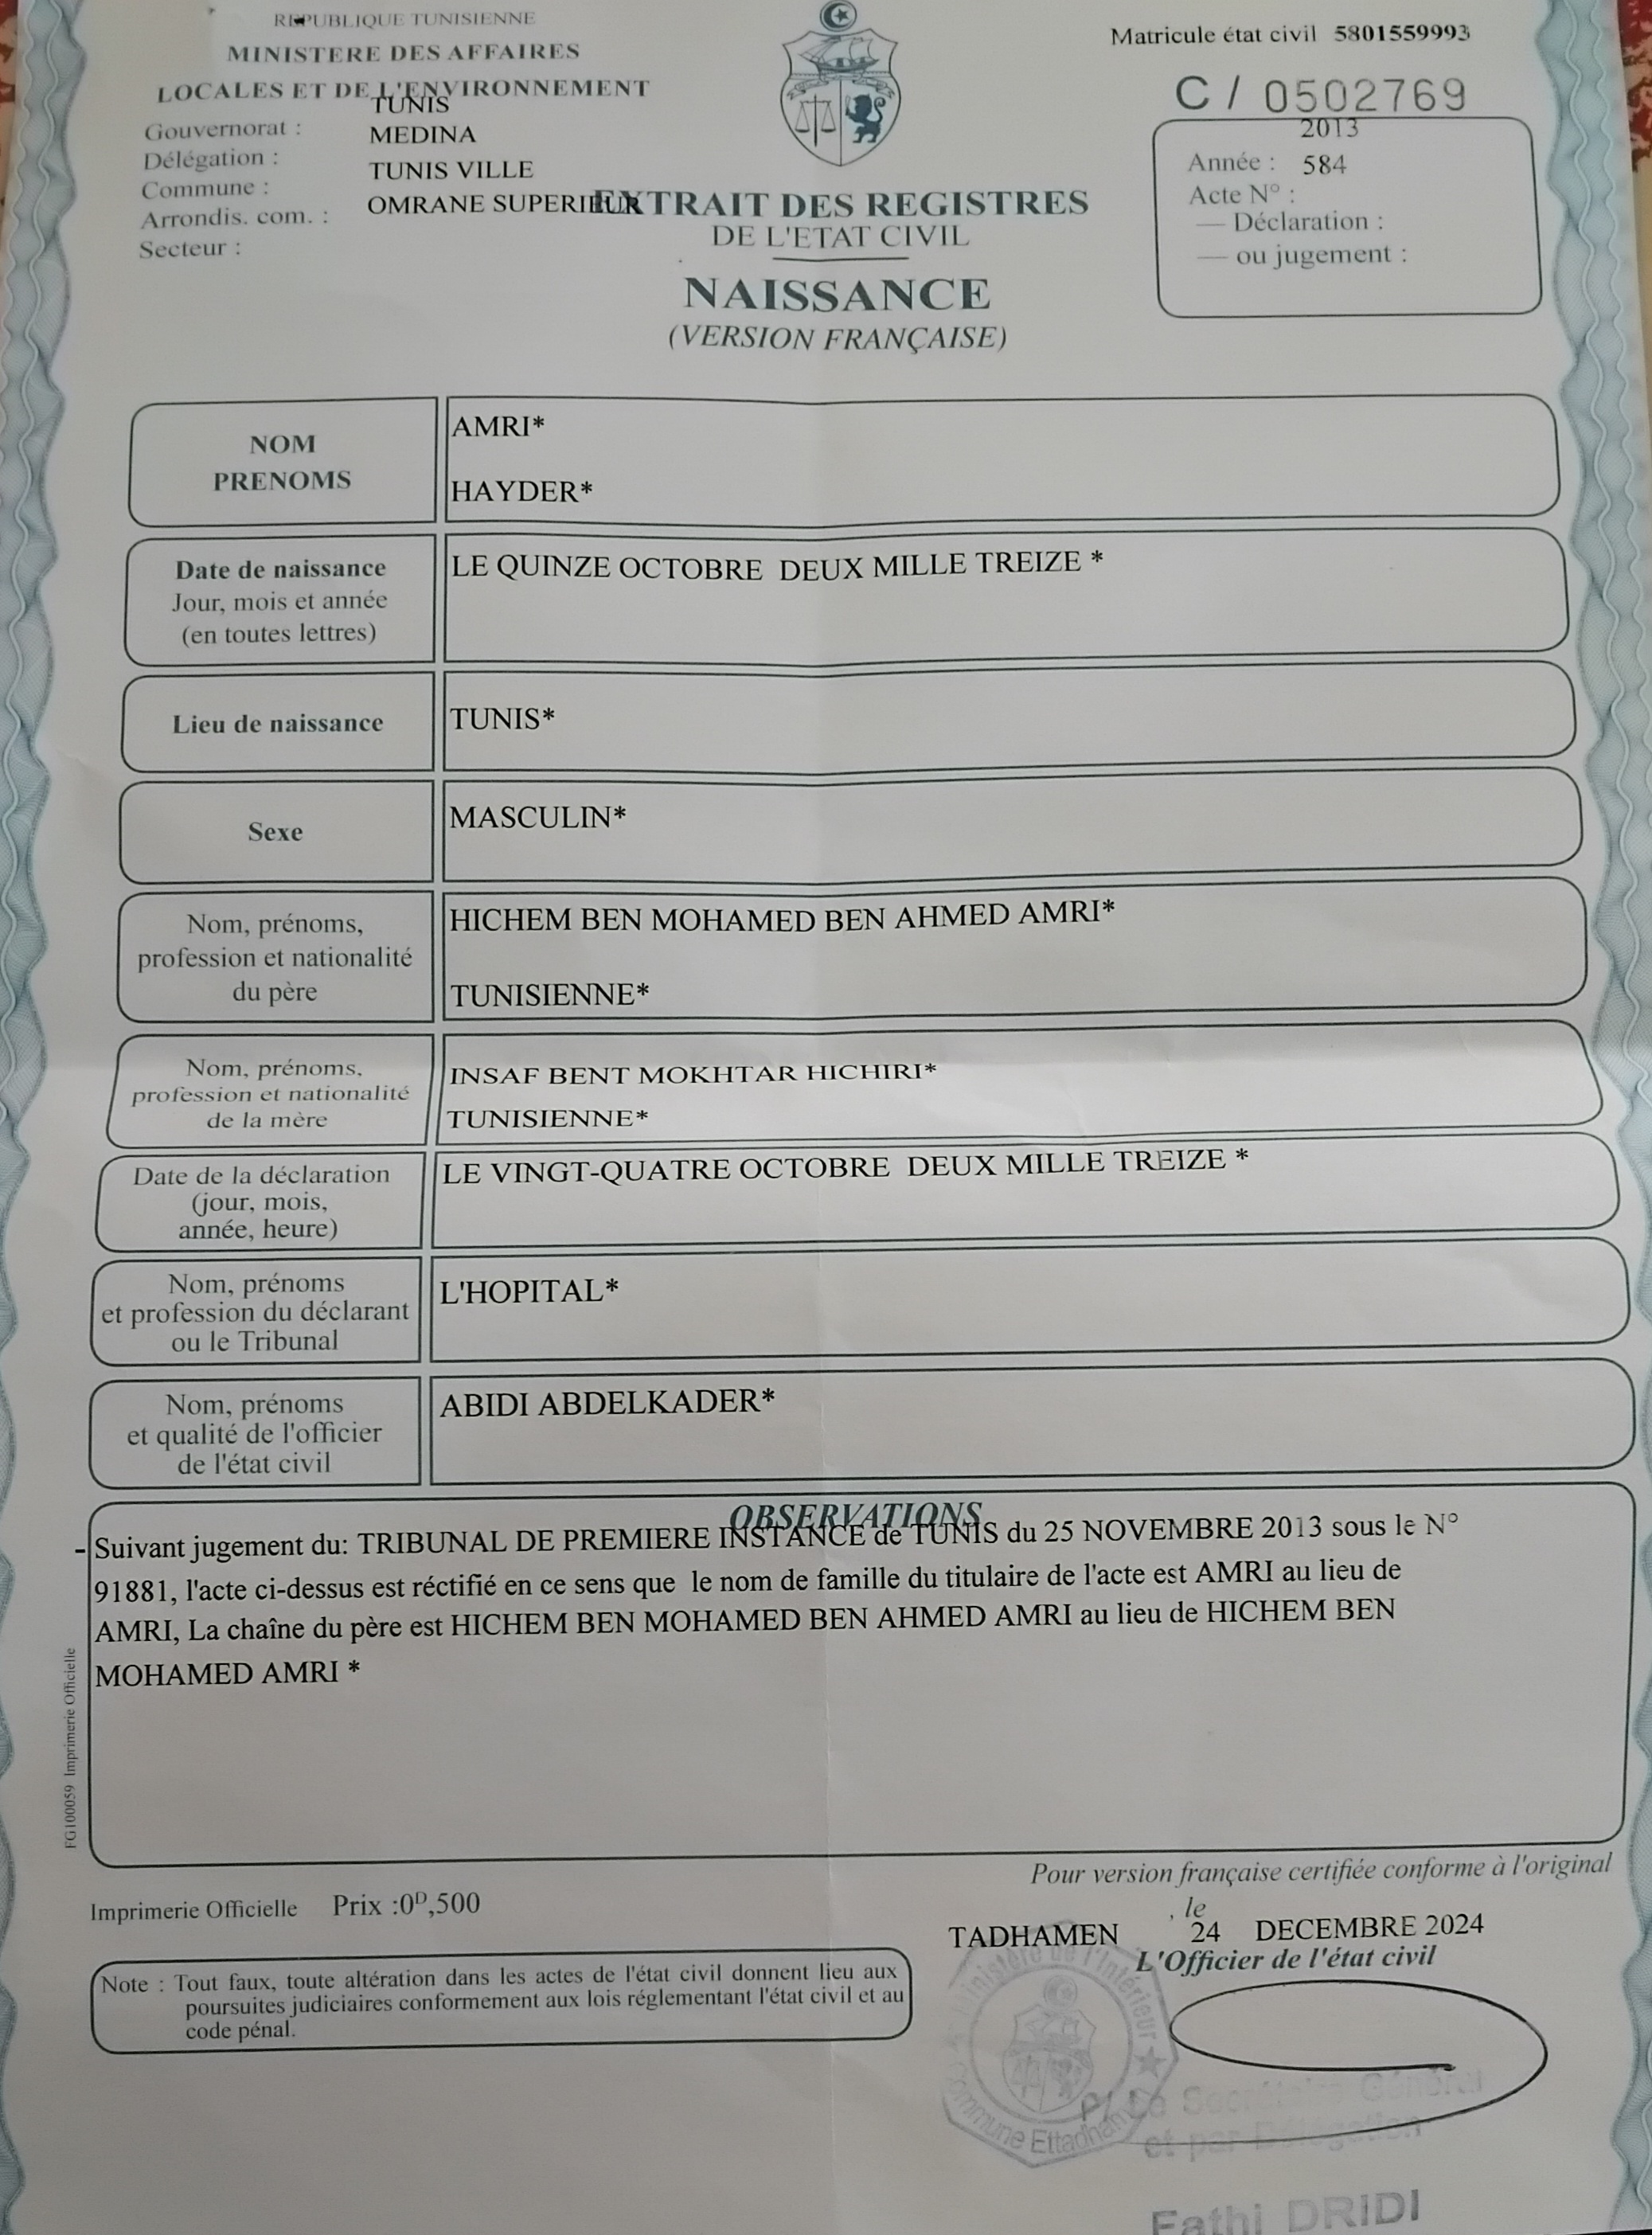 REPUBLIQUE TUNISIENNE
MINISTERE DES AFFAIRES
LOCALES ET DE L'ENVIRONNEMENT
TUNIS
Gouvernorat :
MEDINA
Délégation :
TUNIS VILLE
Commune :
OMRANE SUPERIEUR
Arrondis. com. :
Secteur :
Matricule état civil 5801559993
C / 0502769
2013
Année : 584
Acte N° :
— Déclaration :
— ou jugement :
EXTRAIT DES REGISTRES
DE L'ETAT CIVIL
NAISSANCE
(VERSION FRANÇAISE)
NOM
PRENOMS
AMRI*
HAYDER*
Date de naissance
Jour, mois et année
(en toutes lettres)
LE QUINZE OCTOBRE DEUX MILLE TREIZE *
Lieu de naissance
TUNIS*
Sexe
MASCULIN*
Nom, prénoms,
profession et nationalité
du père
HICHEM BEN MOHAMED BEN AHMED AMRI*
TUNISIENNE*
Nom, prénoms,
profession et nationalité
de la mère
INSAF BENT MOKHTAR HICHIRI*
TUNISIENNE*
Date de la déclaration
(jour, mois,
année, heure)
LE VINGT-QUATRE OCTOBRE DEUX MILLE TREIZE *
Nom, prénoms
et profession du déclarant
ou le Tribunal
L'HOPITAL*
Nom, prénoms
et qualité de l'officier
de l'état civil
ABIDI ABDELKADER*
OBSERVATIONS
- Suivant jugement du: TRIBUNAL DE PREMIERE INSTANCE de TUNIS du 25 NOVEMBRE 2013 sous le N°
91881, l'acte ci-dessus est réctifié en ce sens que le nom de famille du titulaire de l'acte est AMRI au lieu de
AMRI, La chaîne du père est HICHEM BEN MOHAMED BEN AHMED AMRI au lieu de HICHEM BEN
MOHAMED AMRI *
FG100059 Imprimerie Officielle
Pour version française certifiée conforme à l'original
Imprimerie Officielle Prix :0D,500
, le
TADHAMEN 24 DECEMBRE 2024
L'Officier de l'état civil
Note : Tout faux, toute altération dans les actes de l'état civil donnent lieu aux
poursuites judiciaires conformement aux lois réglementant l'état civil et au
code pénal.
Ministère de l'Intérieur
Commune Ettadhamen
P/ Le Secrétaire Général
et par Délégation
Fathi DRIDI